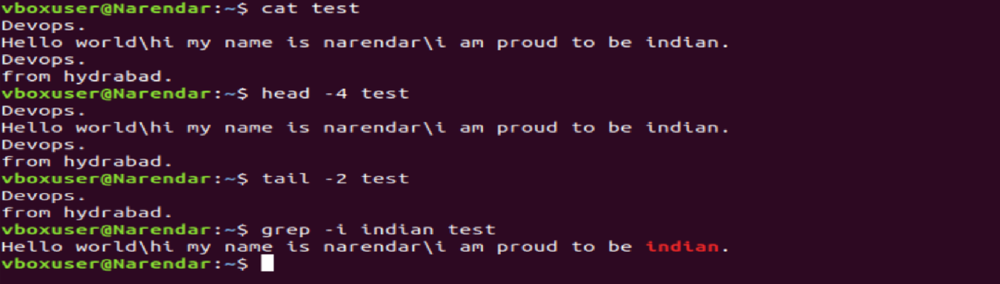 vboxuser@Narendar:~$ cat test
Devops.
Hello world\hi my name is narendar\i am proud to be indian.
Devops.
from hydrabad.
vboxuser@Narendar:~$ head -4 test
Devops.
Hello world\hi my name is narendar\i am proud to be indian.
Devops.
from hydrabad.
vboxuser@Narendar:~$ tail -2 test
Devops.
from hydrabad.
vboxuser@Narendar:~$ grep -i indian test
Hello world\hi my name is narendar\i am proud to be indian.
vboxuser@Narendar:~$